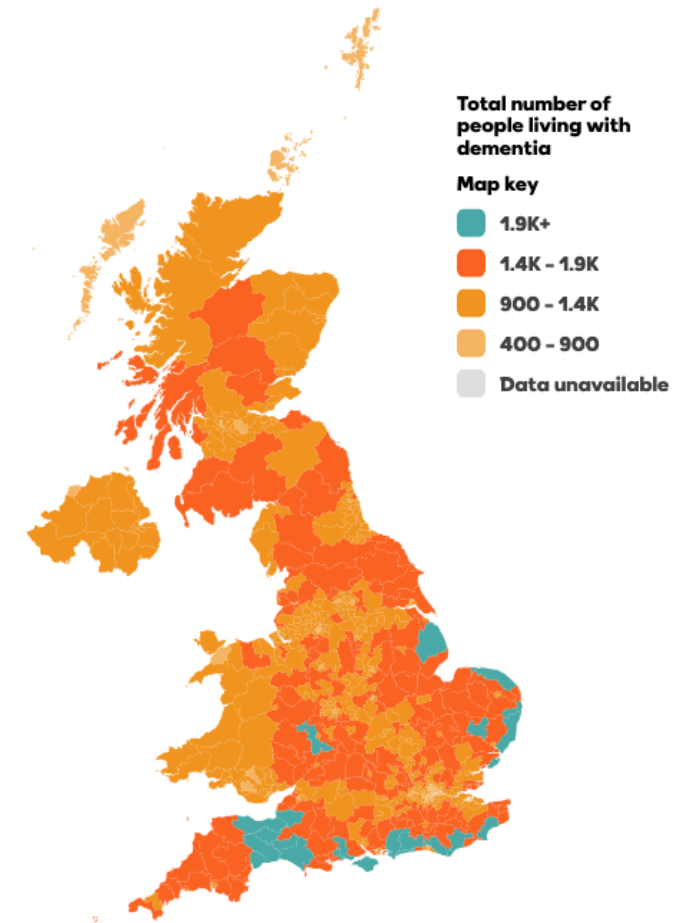 Total number of
people living with
dementia
Map key
1.9K+
1.4K – 1.9K
900 – 1.4K
400 – 900
Data unavailable